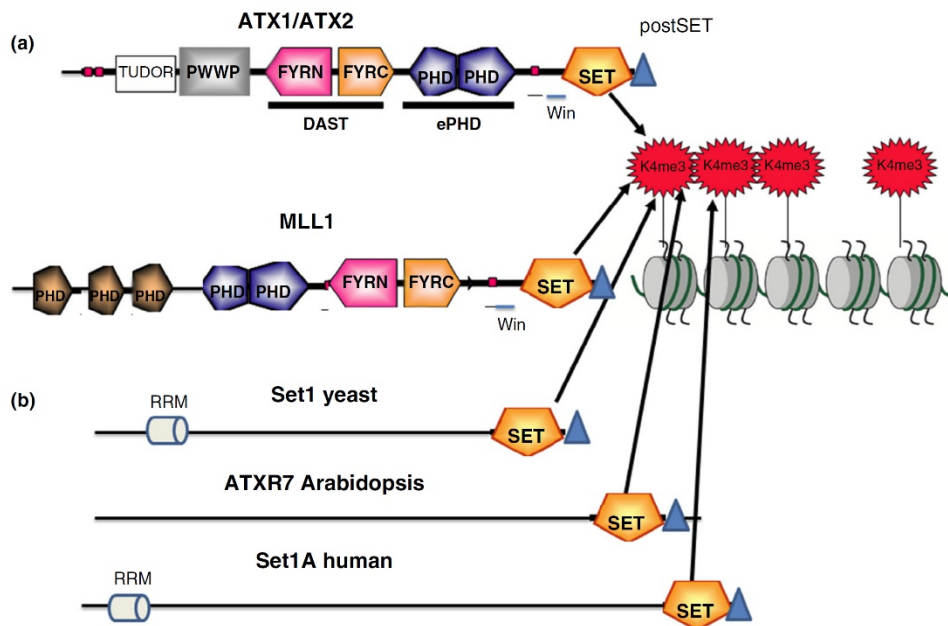 ATX1/ATX2
postSET
(a)
TUDOR PWWP FYRN FYRC PHD PHD SET
Win
DAST ePHD
K4me3 K4me3 K4me3 K4me3
MLL1
PHD PHD PHD PHD PHD FYRN FYRC SET
Win
(b)
Set1 yeast
RRM
SET
ATXR7 Arabidopsis
SET
Set1A human
RRM
SET